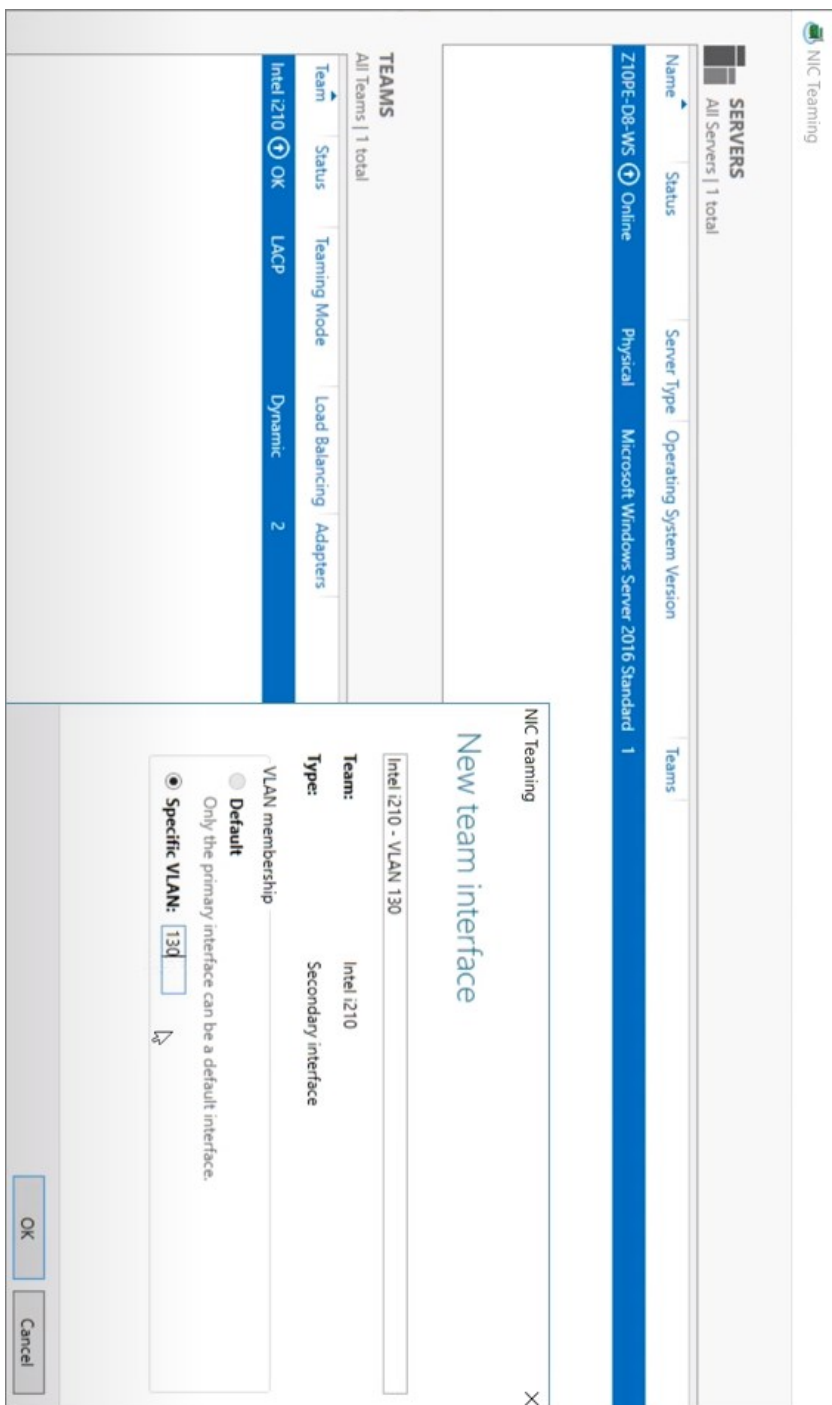 NIC Teaming
SERVERS
All Servers | 1 total
Name Status Server Type Operating System Version Teams
Z10PE-D8-WS Online Physical Microsoft Windows Server 2016 Standard 1
TEAMS
All Teams | 1 total
Team Status Teaming Mode Load Balancing Adapters
Intel i210 OK LACP Dynamic 2
NIC Teaming
New team interface
Intel i210 - VLAN 130
Team: Intel i210
Type: Secondary interface
VLAN membership
Default
Only the primary interface can be a default interface.
Specific VLAN: 130
OK Cancel